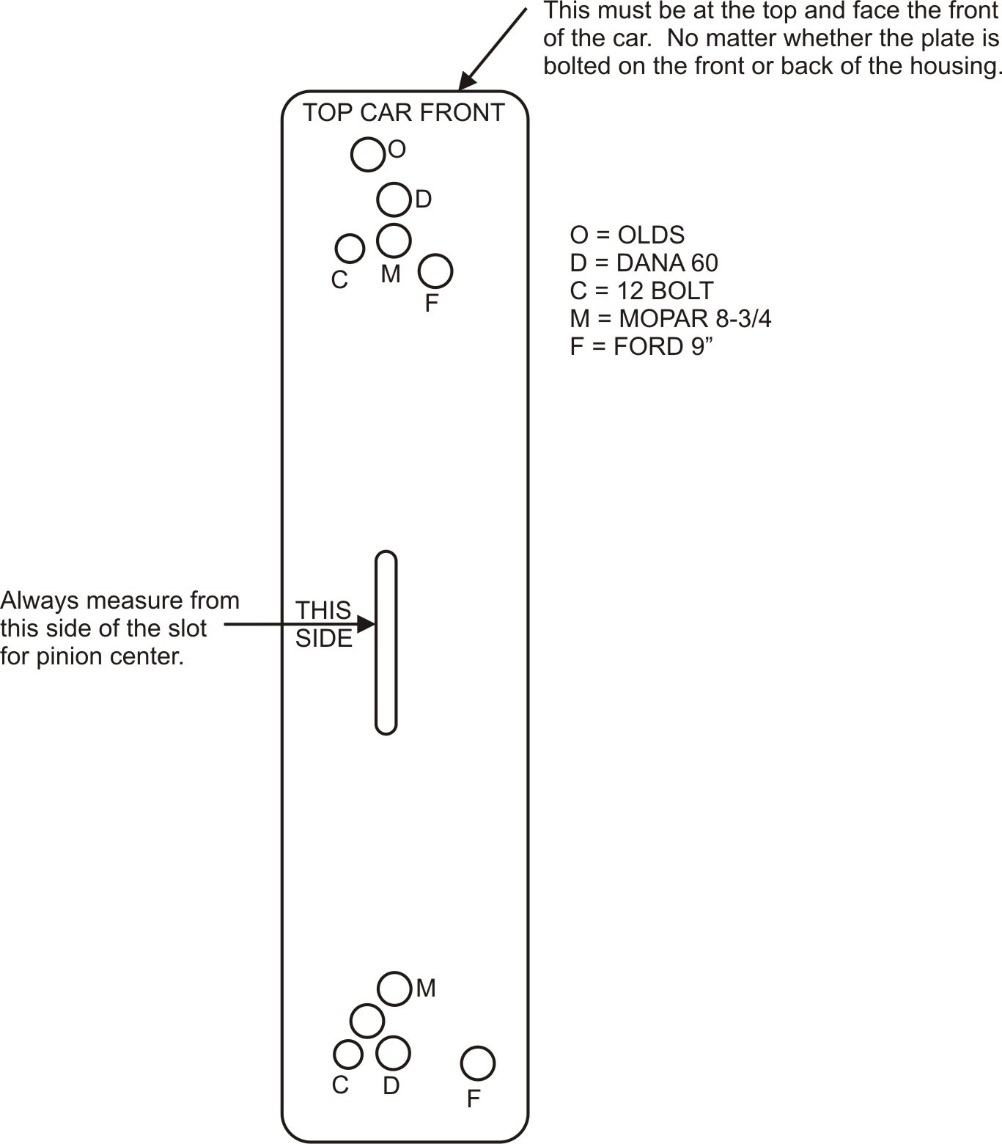 This must be at the top and face the front
of the car.  No matter whether the plate is
bolted on the front or back of the housing.
TOP CAR FRONT
O
D
C
M
F
O = OLDS
D = DANA 60
C = 12 BOLT
M = MOPAR 8-3/4
F = FORD 9”
Always measure from
this side of the slot
for pinion center.
THIS
SIDE
M
C
D
F